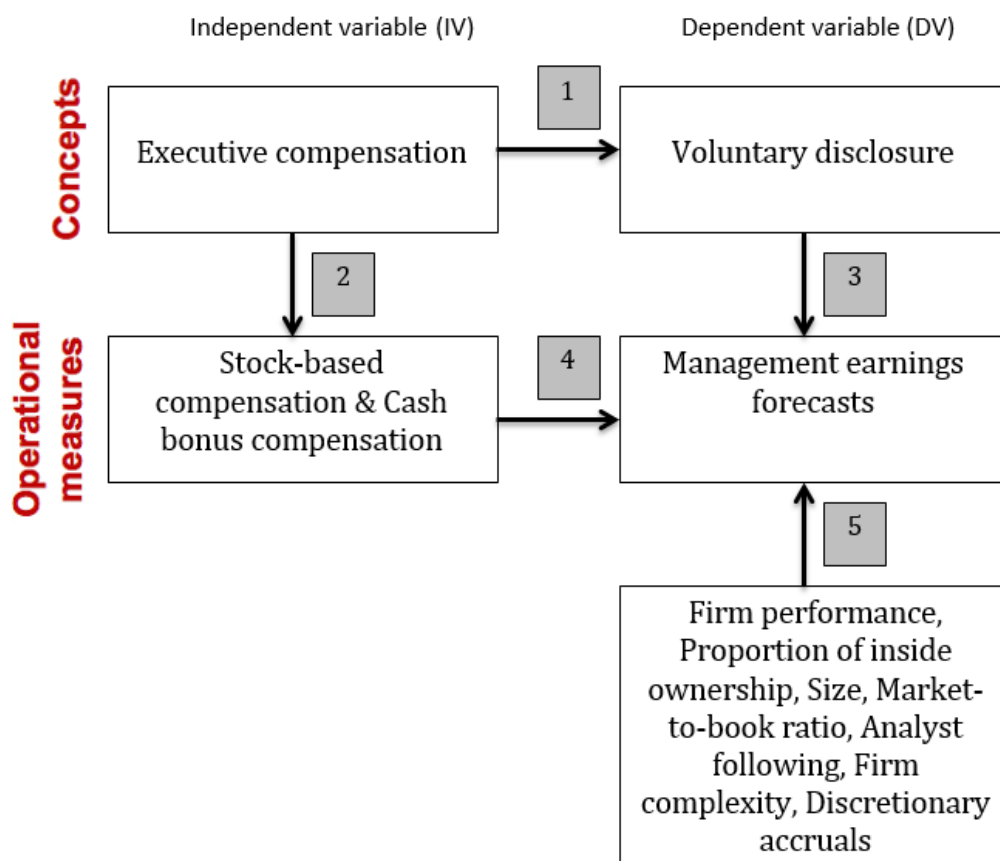 Independent variable (IV)
Dependent variable (DV)
Concepts
Executive compensation
1
Voluntary disclosure
2
3
Operational
measures
Stock-based
compensation & Cash
bonus compensation
4
Management earnings
forecasts
5
Firm performance,
Proportion of inside
ownership, Size, Market-
to-book ratio, Analyst
following, Firm
complexity, Discretionary
accruals